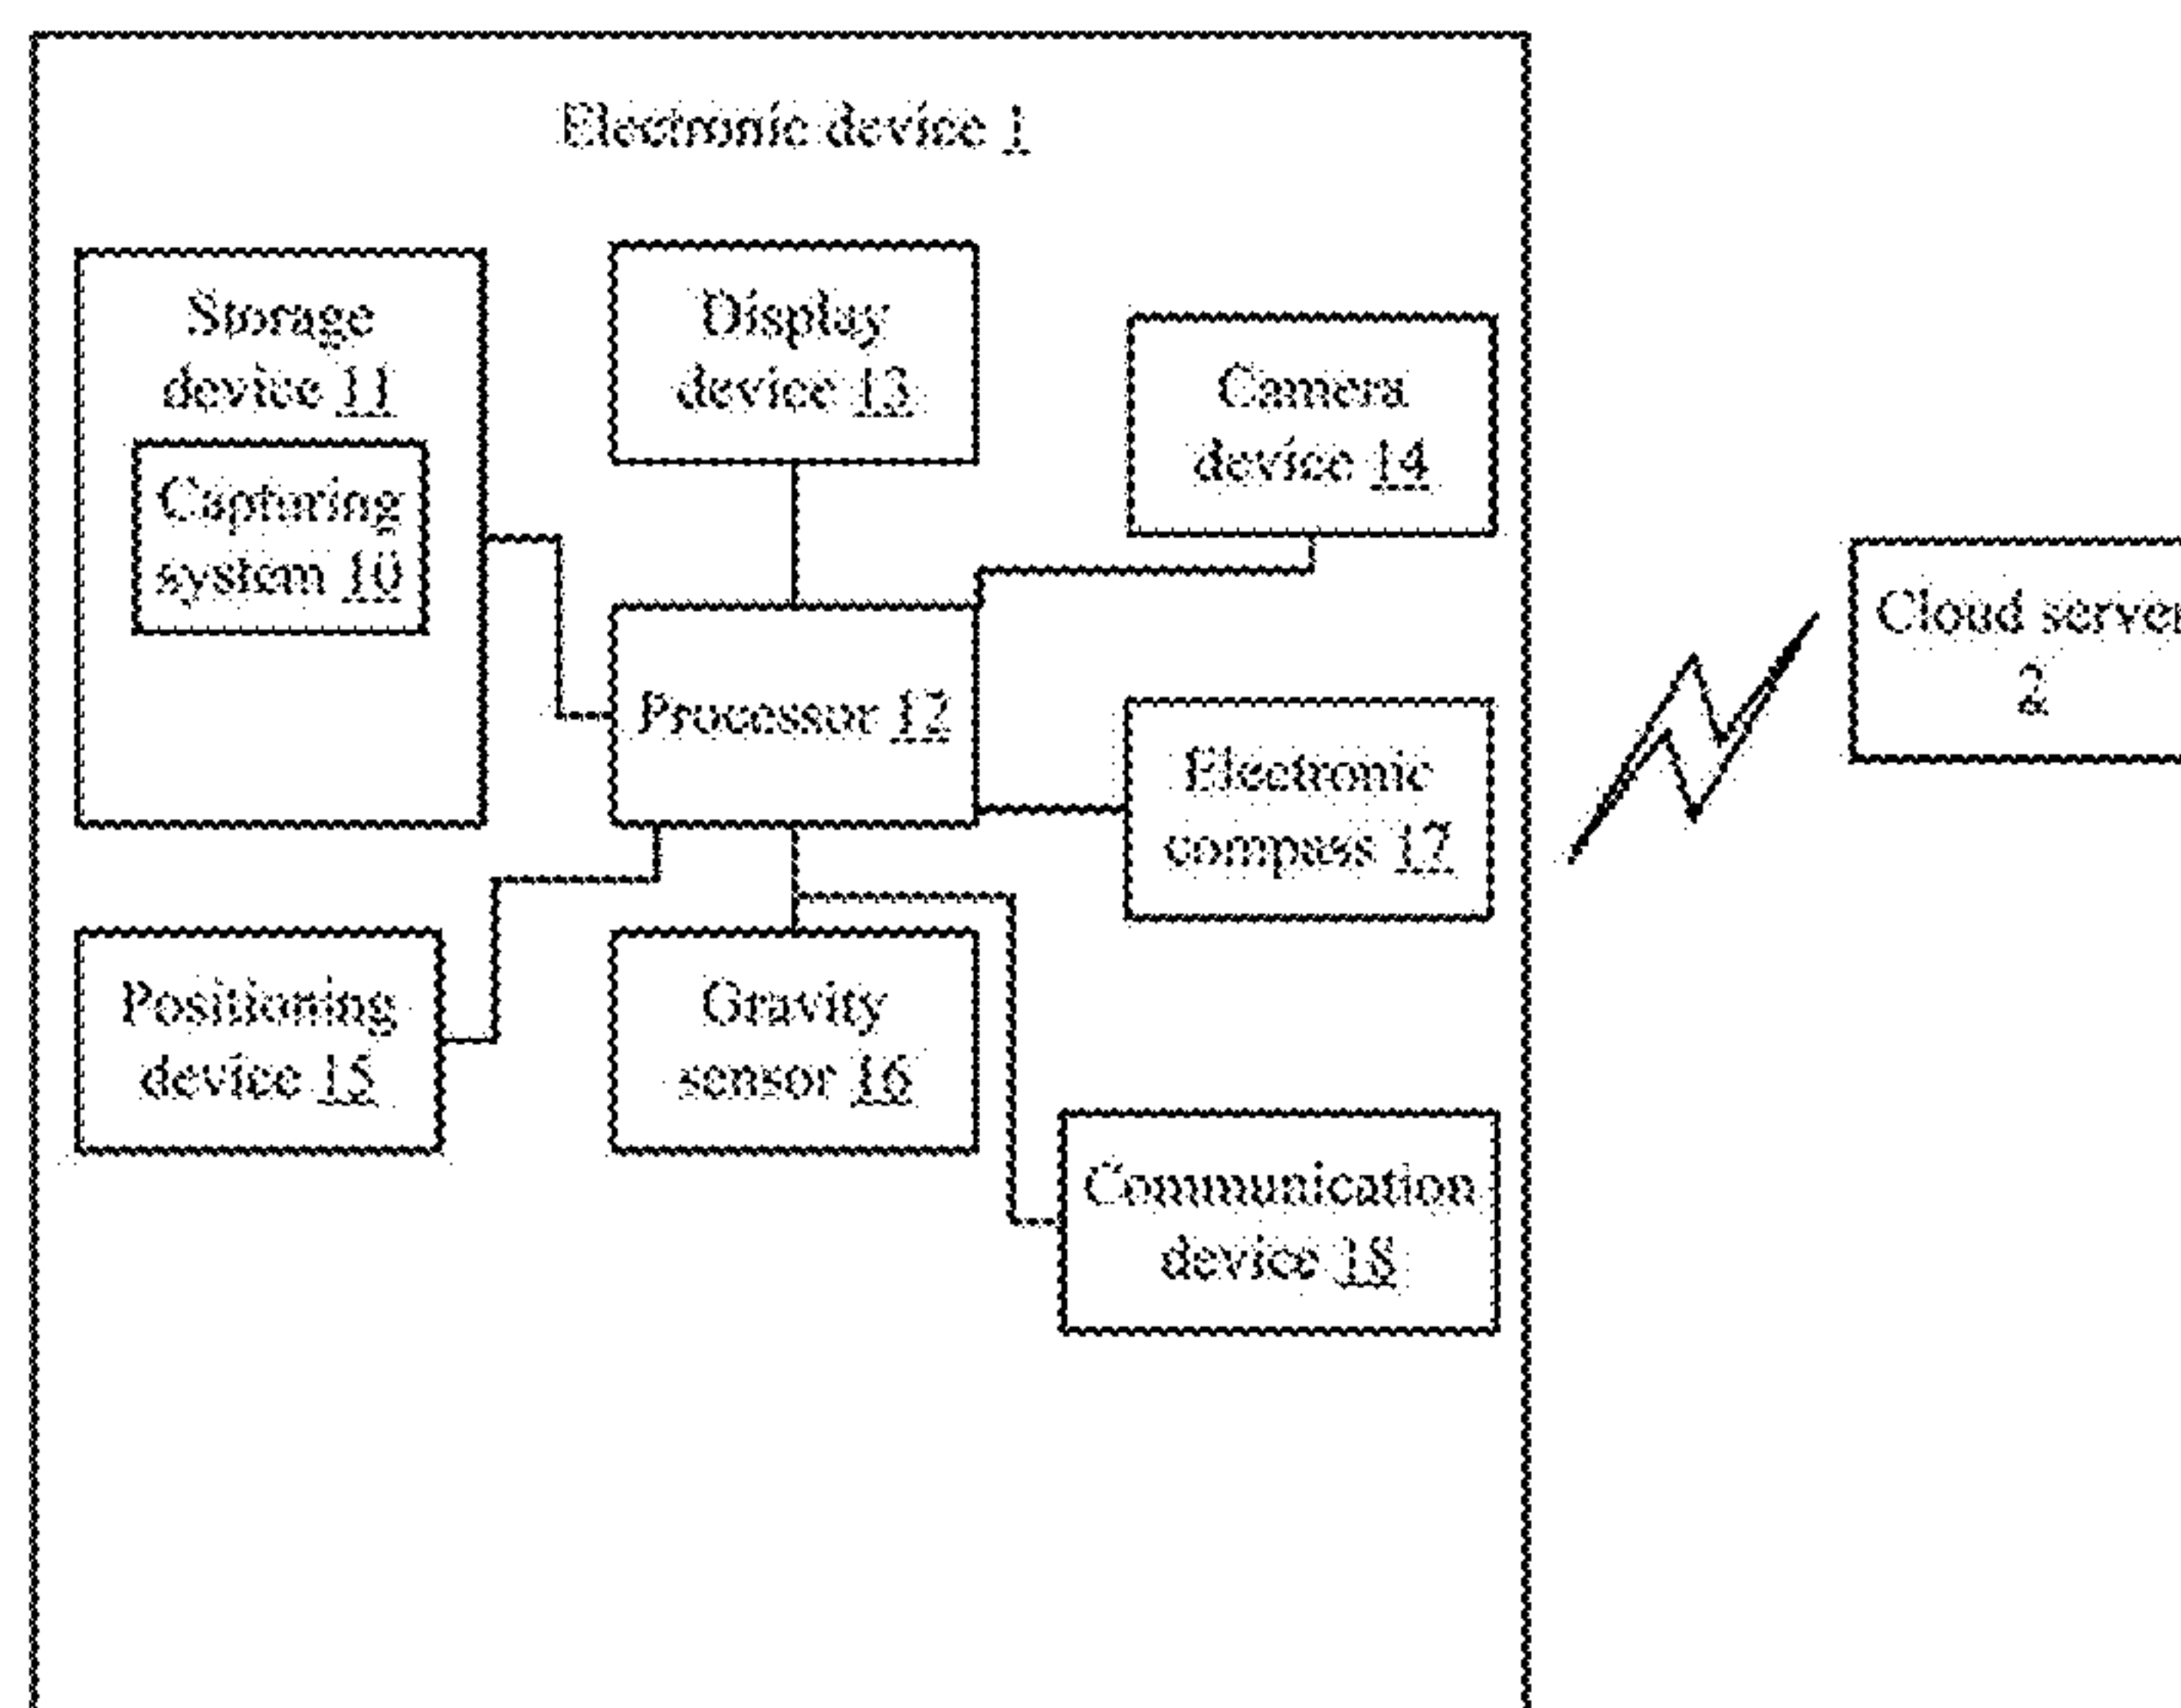 Electronic device 1
Storage
device 11
Capturing
system 10
Display
device 13
Camera
device 14
Processor 12
Electronic
compass 17
Positioning
device 15
Gravity
sensor 16
Communication
device 18
Cloud server
2